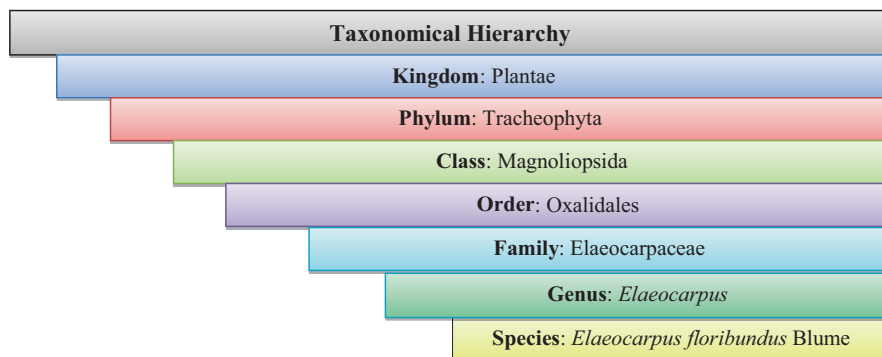 Taxonomical Hierarchy
Kingdom: Plantae
Phylum: Tracheophyta
Class: Magnoliopsida
Order: Oxalidales
Family: Elaeocarpaceae
Genus: Elaeocarpus
Species: Elaeocarpus floribundus Blume